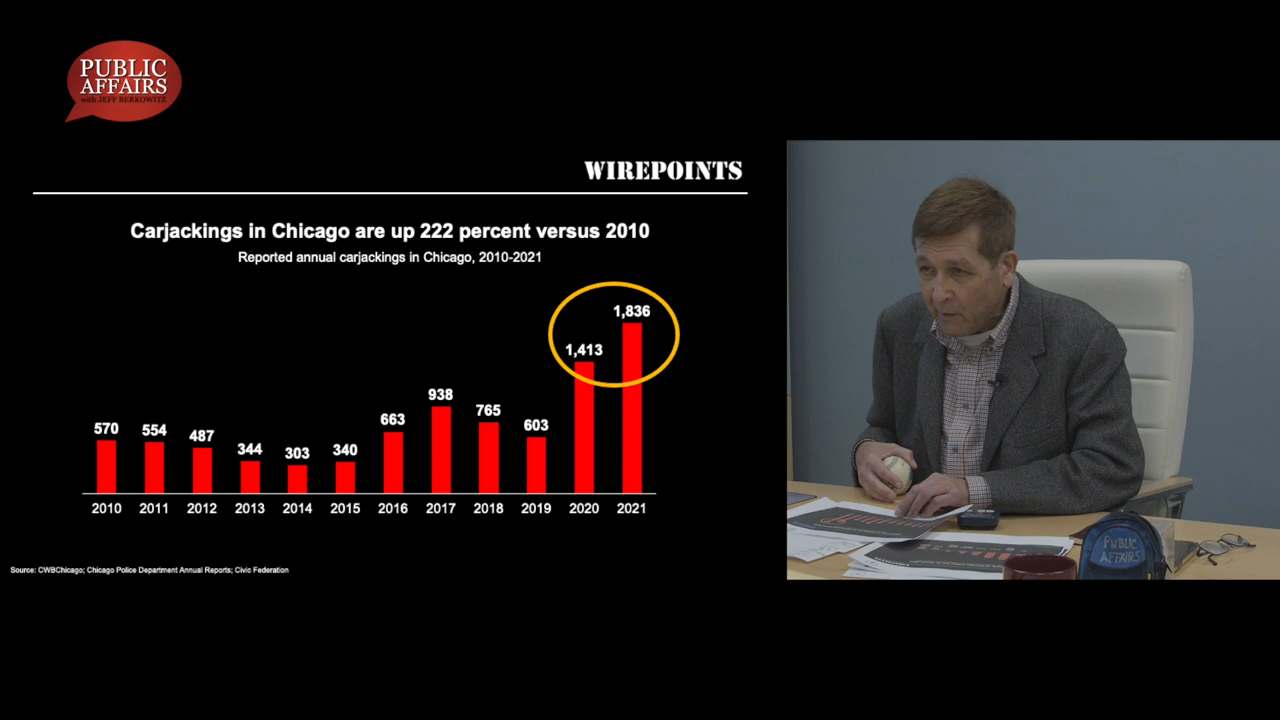 PUBLIC
AFFAIRS
with JEFF BERKOWITZ
WIREPOINTS
Carjackings in Chicago are up 222 percent versus 2010
Reported annual carjackings in Chicago, 2010-2021
570 554 487 344 303 340 663 938 765 603 1,413 1,836
2010 2011 2012 2013 2014 2015 2016 2017 2018 2019 2020 2021
Source: CWBChicago; Chicago Police Department Annual Reports; Civic Federation
PUBLIC
AFFAIRS